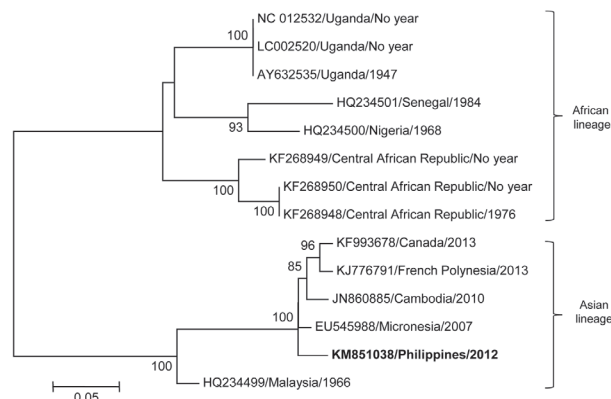 NC 012532/Uganda/No year
100
LC002520/Uganda/No year
AY632535/Uganda/1947
HQ234501/Senegal/1984
African
lineage
93
HQ234500/Nigeria/1968
KF268949/Central African Republic/No year
100
KF268950/Central African Republic/No year
100
KF268948/Central African Republic/1976
KF993678/Canada/2013
96
KJ776791/French Polynesia/2013
85
JN860885/Cambodia/2010
Asian
lineage
100
EU545988/Micronesia/2007
KM851038/Philippines/2012
100
HQ234499/Malaysia/1966
0.05